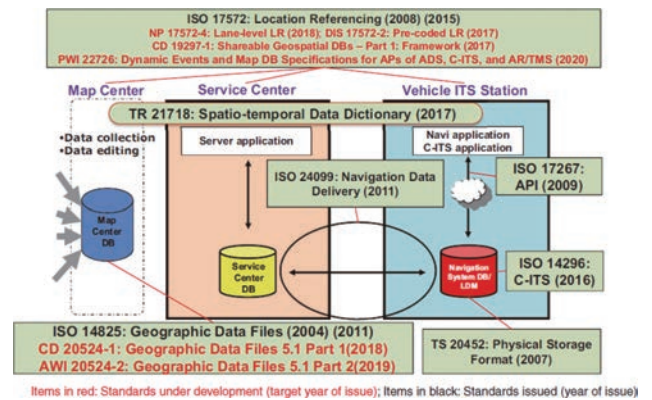 ISO 17572: Location Referencing (2008) (2015)
NP 17572-4: Lane-level LR (2018); DIS 17572-2: Pre-coded LR (2017)
CD 19297-1: Shareable Geospatial DBs – Part 1: Framework (2017)
PWI 22726: Dynamic Events and Map DB Specifications for APs of ADS, C-ITS, and AR/TMS (2020)
Map Center
Service Center
Vehicle ITS Station
TR 21718: Spatio-temporal Data Dictionary (2017)
•Data collection
•Data editing
Server application
Navi application
C-ITS application
ISO 24099: Navigation Data
Delivery (2011)
ISO 17267:
API (2009)
Map
Center
DB
Service
Center
DB
Navigation
System DB/
LDM
ISO 14296:
C-ITS (2016)
ISO 14825: Geographic Data Files (2004) (2011)
CD 20524-1: Geographic Data Files 5.1 Part 1(2018)
AWI 20524-2: Geographic Data Files 5.1 Part 2(2019)
TS 20452: Physical Storage
Format (2007)
Items in red: Standards under development (target year of issue); Items in black: Standards issued (year of issue)